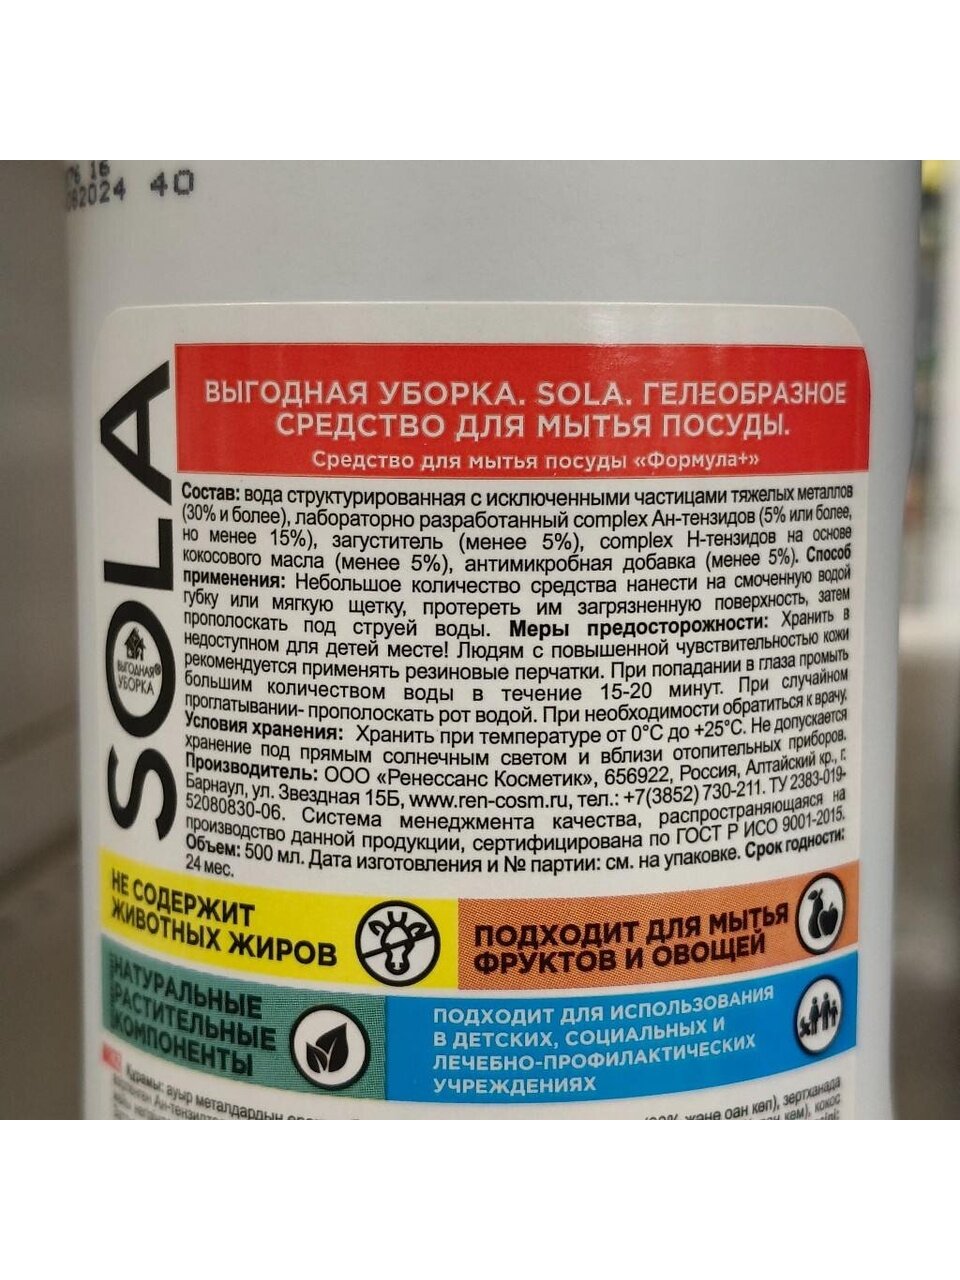 16
082024 40
SOLA
ВЫГОДНАЯ®
УБОРКА
ВЫГОДНАЯ УБОРКА. SOLA. ГЕЛЕОБРАЗНОЕ
СРЕДСТВО ДЛЯ МЫТЬЯ ПОСУДЫ.
Средство для мытья посуды «Формула+»
Состав: вода структурированная с исключенными частицами тяжелых металлов
(30% и более), лабораторно разработанный complex Ан-тензидов (5% или более,
но менее 15%), загуститель (менее 5%), complex Н-тензидов на основе
кокосового масла (менее 5%), антимикробная добавка (менее 5%). Способ
применения: Небольшое количество средства нанести на смоченную водой
губку или мягкую щетку, протереть им загрязненную поверхность, затем
прополоскать под струей воды. Меры предосторожности: Хранить в
недоступном для детей месте! Людям с повышенной чувствительностью кожи
рекомендуется применять резиновые перчатки. При попадании в глаза промыть
большим количеством воды в течение 15-20 минут. При случайном
проглатывании- прополоскать рот водой. При необходимости обратиться к врачу.
Условия хранения: Хранить при температуре от 0°С до +25°С. Не допускается
хранение под прямым солнечным светом и вблизи отопительных приборов.
Производитель: ООО «Ренессанс Косметик», 656922, Россия, Алтайский кр., г.
Барнаул, ул. Звездная 15Б, www.ren-cosm.ru, тел.: +7(3852) 730-211. ТУ 2383-019-
52080830-06. Система менеджмента качества, распространяющаяся на
производство данной продукции, сертифицирована по ГОСТ Р ИСО 9001-2015.
Объем: 500 мл. Дата изготовления и № партии: см. на упаковке. Срок годности:
24 мес.
НЕ СОДЕРЖИТ
ЖИВОТНЫХ ЖИРОВ
ПОДХОДИТ ДЛЯ МЫТЬЯ
ФРУКТОВ И ОВОЩЕЙ
НАТУРАЛЬНЫЕ
РАСТИТЕЛЬНЫЕ
КОМПОНЕНТЫ
ПОДХОДИТ ДЛЯ ИСПОЛЬЗОВАНИЯ
В ДЕТСКИХ, СОЦИАЛЬНЫХ И
ЛЕЧЕБНО-ПРОФИЛАКТИЧЕСКИХ
УЧРЕЖДЕНИЯХ
Құрамы: ауыр металдардың көп), зертханада
Ан-тензидтер кем), кокос